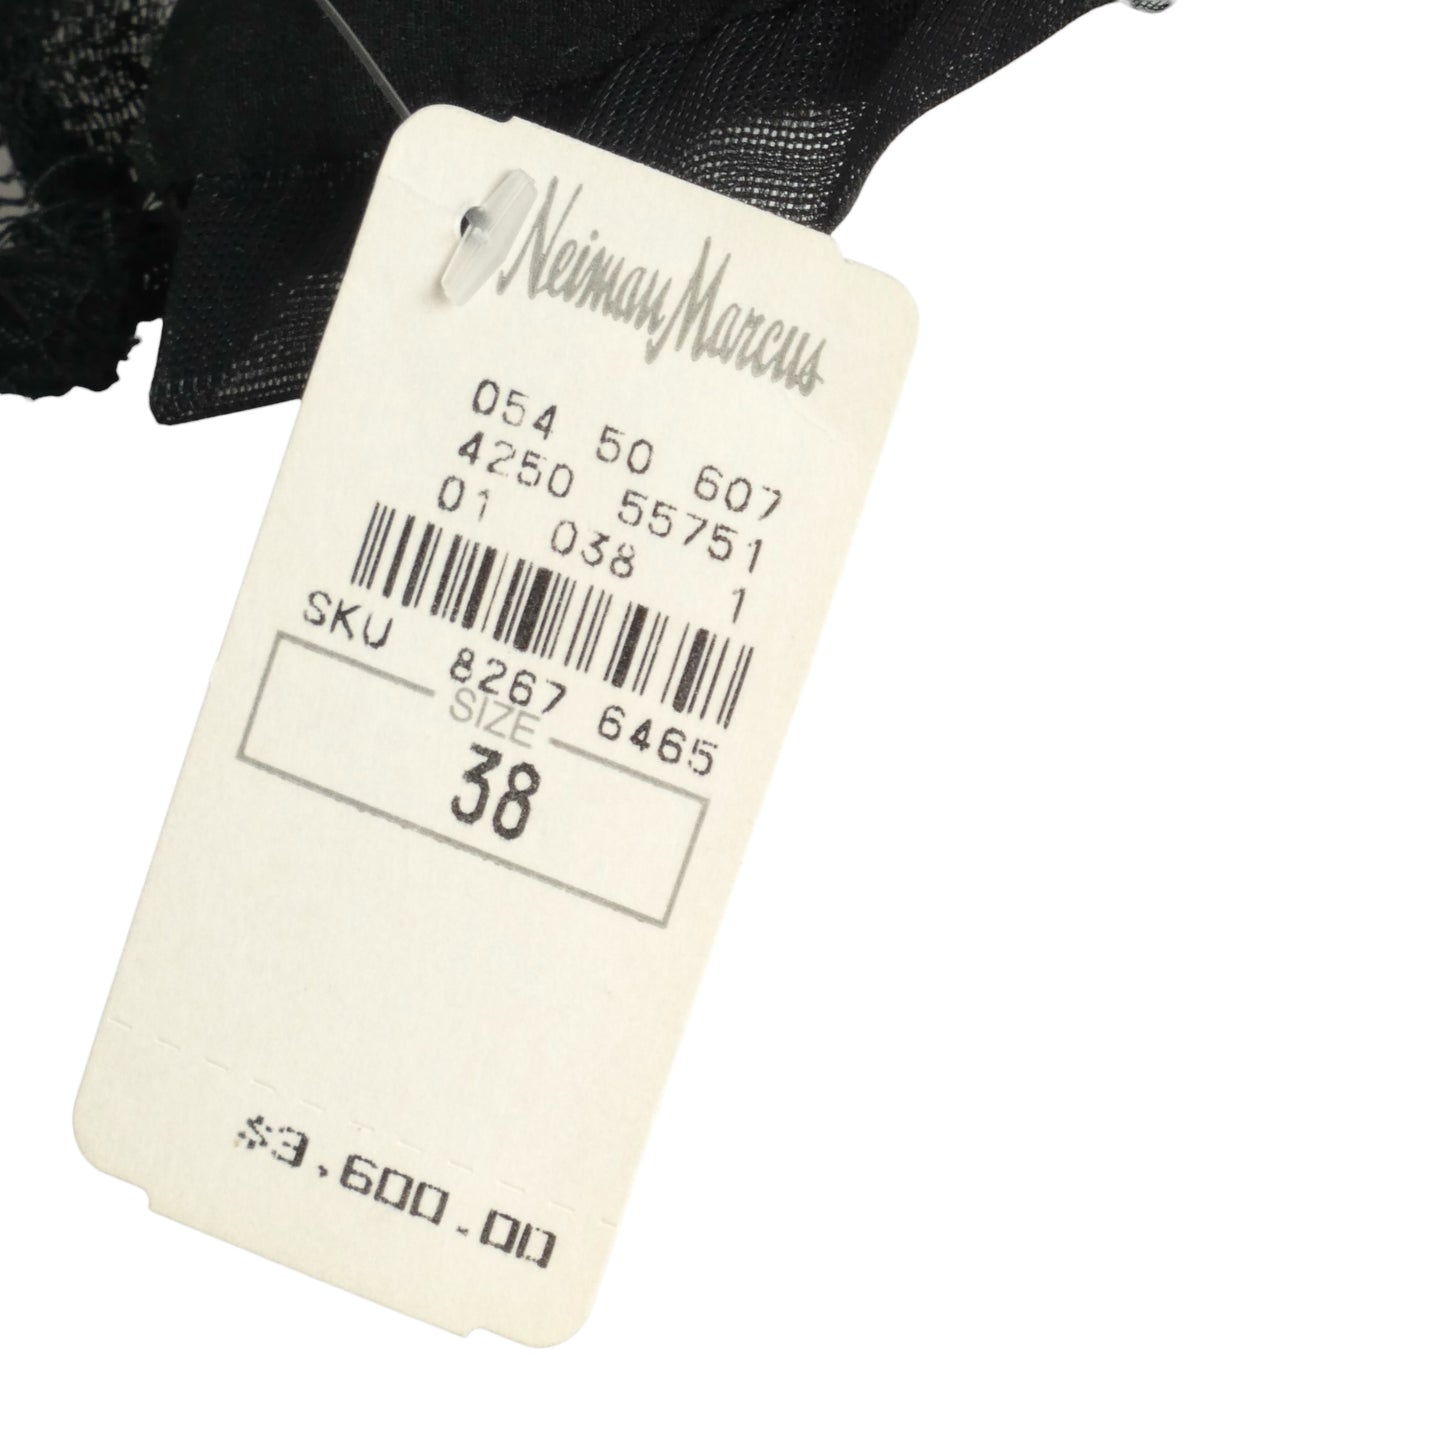 Neiman Marcus
054 50 607
4250 55751
01 038 1
SKU 8267 6465
SIZE
38
$3,600.00